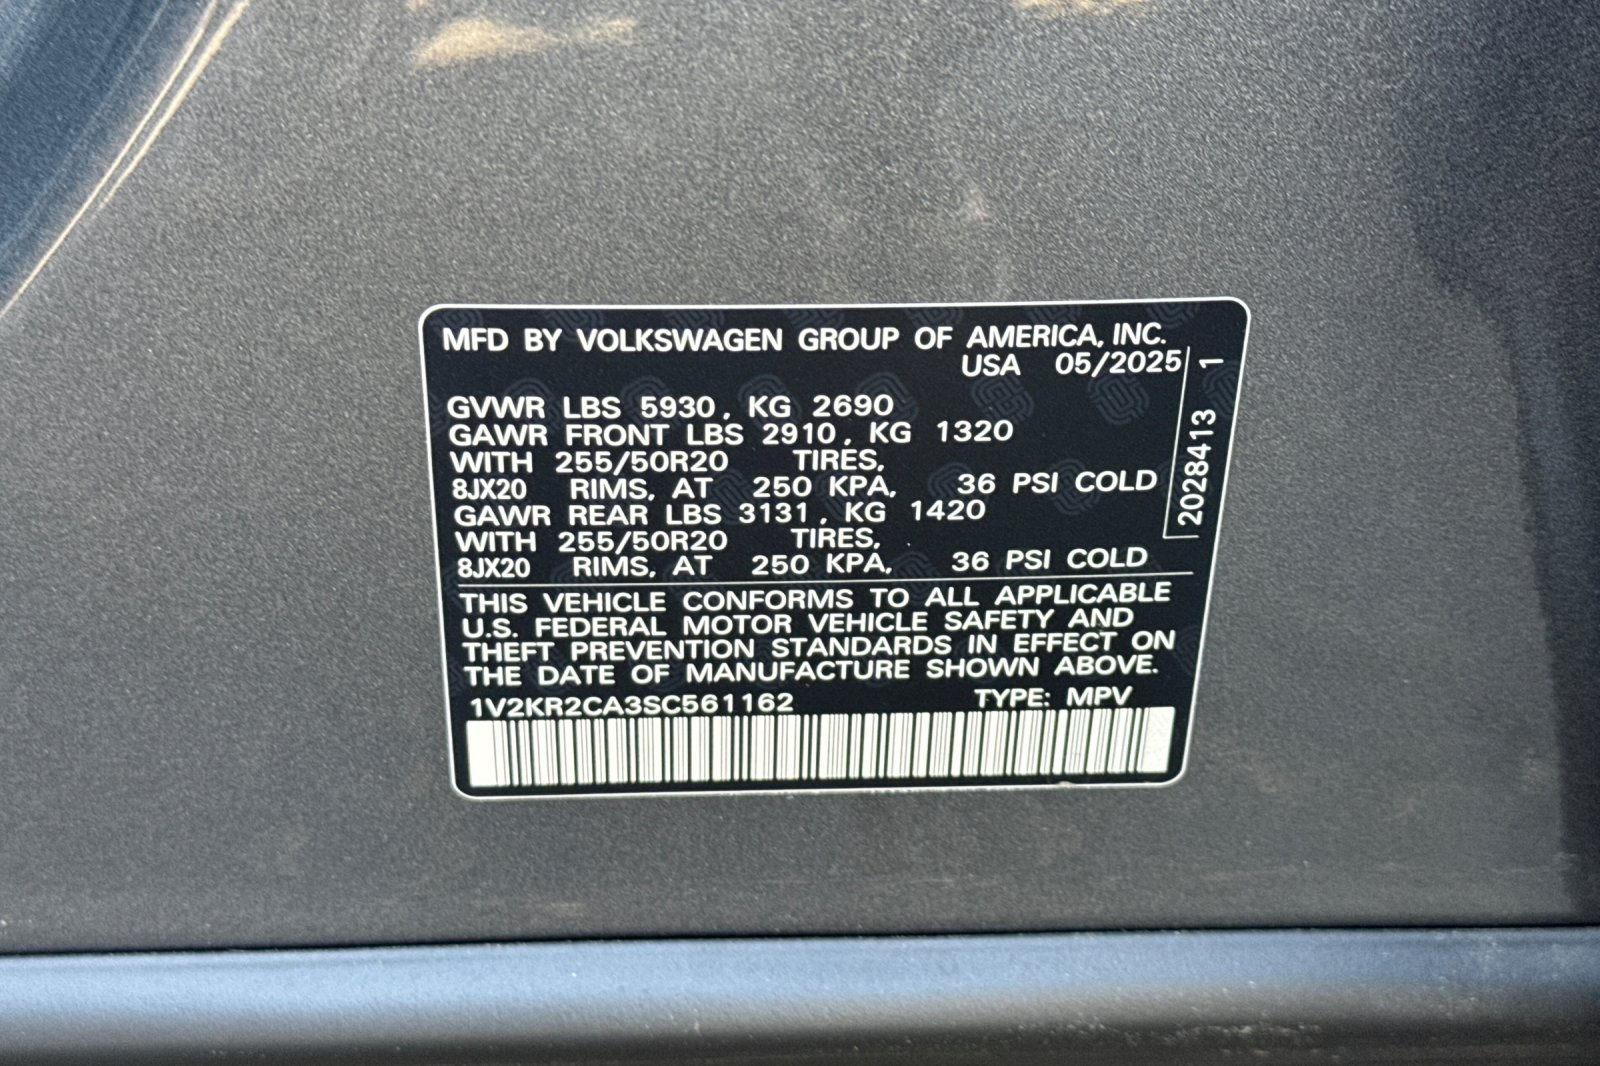 MFD BY VOLKSWAGEN GROUP OF AMERICA, INC.
USA 05/2025
GVWR LBS 5930, KG 2690
GAWR FRONT LBS 2910, KG 1320
WITH 255/50R20 TIRES,
8JX20 RIMS, AT 250 KPA, 36 PSI COLD
GAWR REAR LBS 3131, KG 1420
WITH 255/50R20 TIRES,
8JX20 RIMS, AT 250 KPA, 36 PSI COLD
THIS VEHICLE CONFORMS TO ALL APPLICABLE
U.S. FEDERAL MOTOR VEHICLE SAFETY AND
THEFT PREVENTION STANDARDS IN EFFECT ON
THE DATE OF MANUFACTURE SHOWN ABOVE.
1V2KR2CA3SC561162 TYPE: MPV
2028413 1